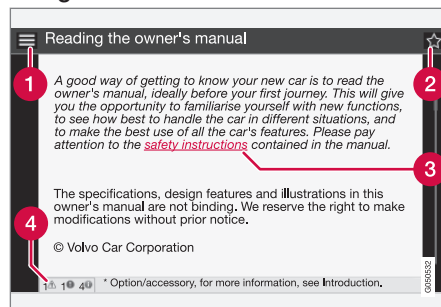 Reading the owner's manual
1
2
A good way of getting to know your new car is to read the
owner's manual, ideally before your first journey. This will give
you the opportunity to familiarise yourself with new functions,
to see how best to handle the car in different situations, and
to make the best use of all the car's features. Please pay
attention to the safety instructions contained in the manual.
3
The specifications, design features and illustrations in this
owner's manual are not binding. We reserve the right to make
modifications without prior notice.
4
© Volvo Car Corporation
1 1 4 * Option/accessory, for more information, see Introduction.
G050532